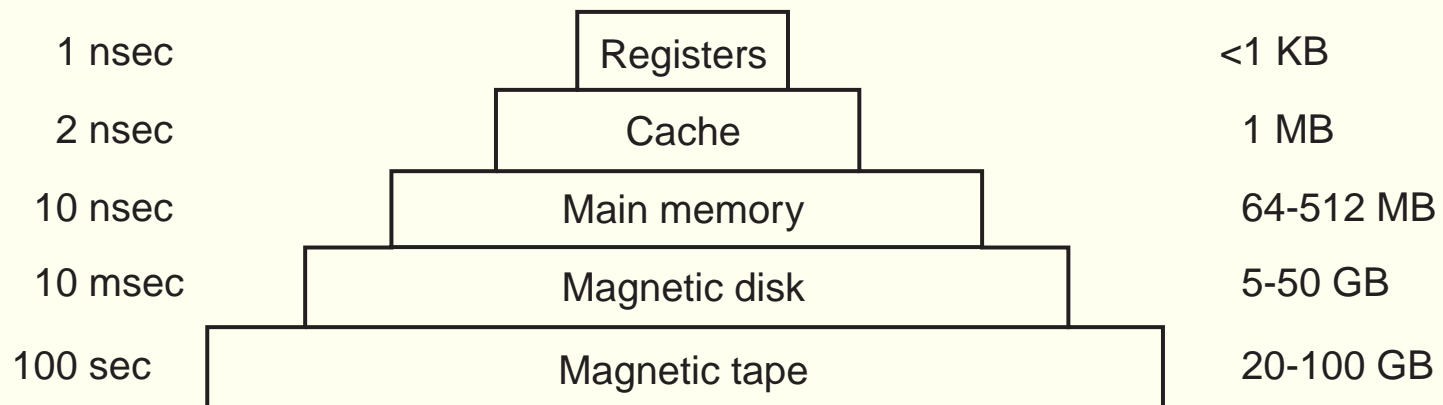 1 nsec Registers <1 KB
2 nsec Cache 1 MB
10 nsec Main memory 64-512 MB
10 msec Magnetic disk 5-50 GB
100 sec Magnetic tape 20-100 GB